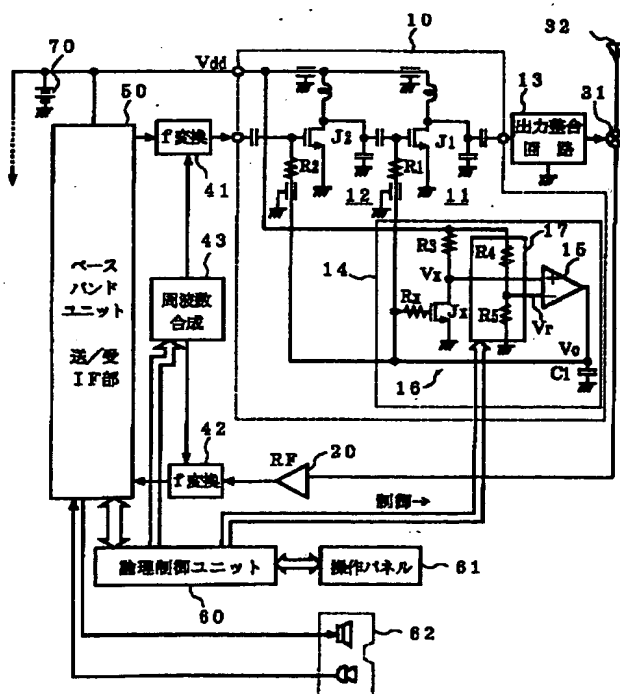 70
10
32
50
Vdd
13
31
f変換
出力整合
回路
J2
J1
R2
R1
41
12
11
43
17
R4
15
ベース
バンド
ユニット
送/受
IF部
周波数
合成
14
R3
Vx
Rx
Jx
R5
Vr
Vc
C1
16
42
RF
20
f変換
制御→
論理制御ユニット
操作パネル
61
60
62